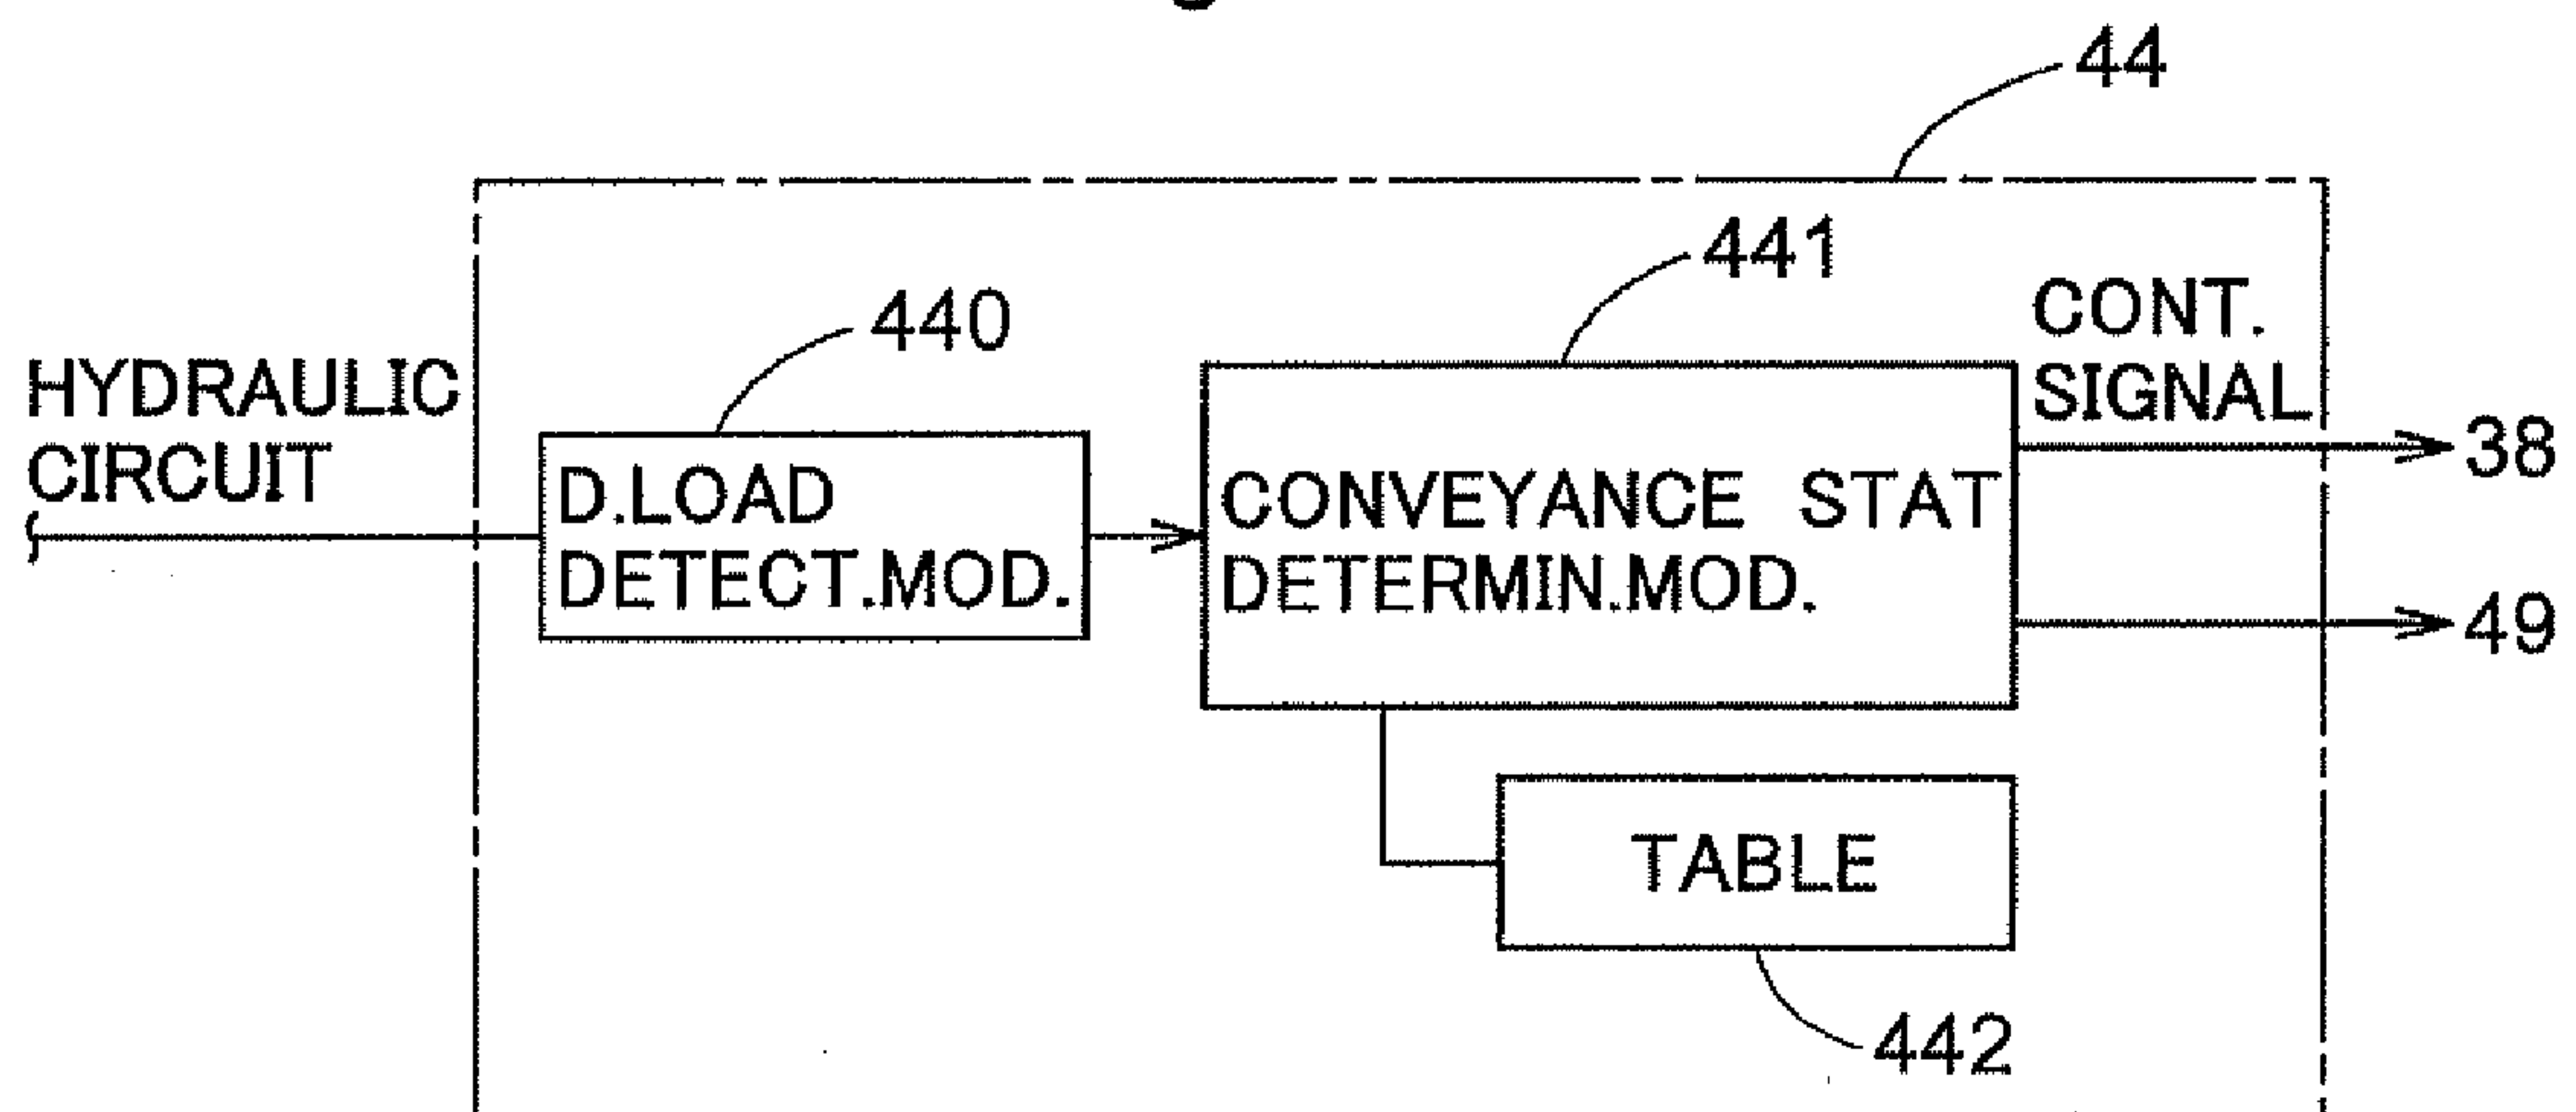 44
441
CONT.
SIGNAL
440
HYDRAULIC
CIRCUIT
D.LOAD
DETECT.MOD.
CONVEYANCE STAT
DETERMIN.MOD.
38
49
TABLE
442